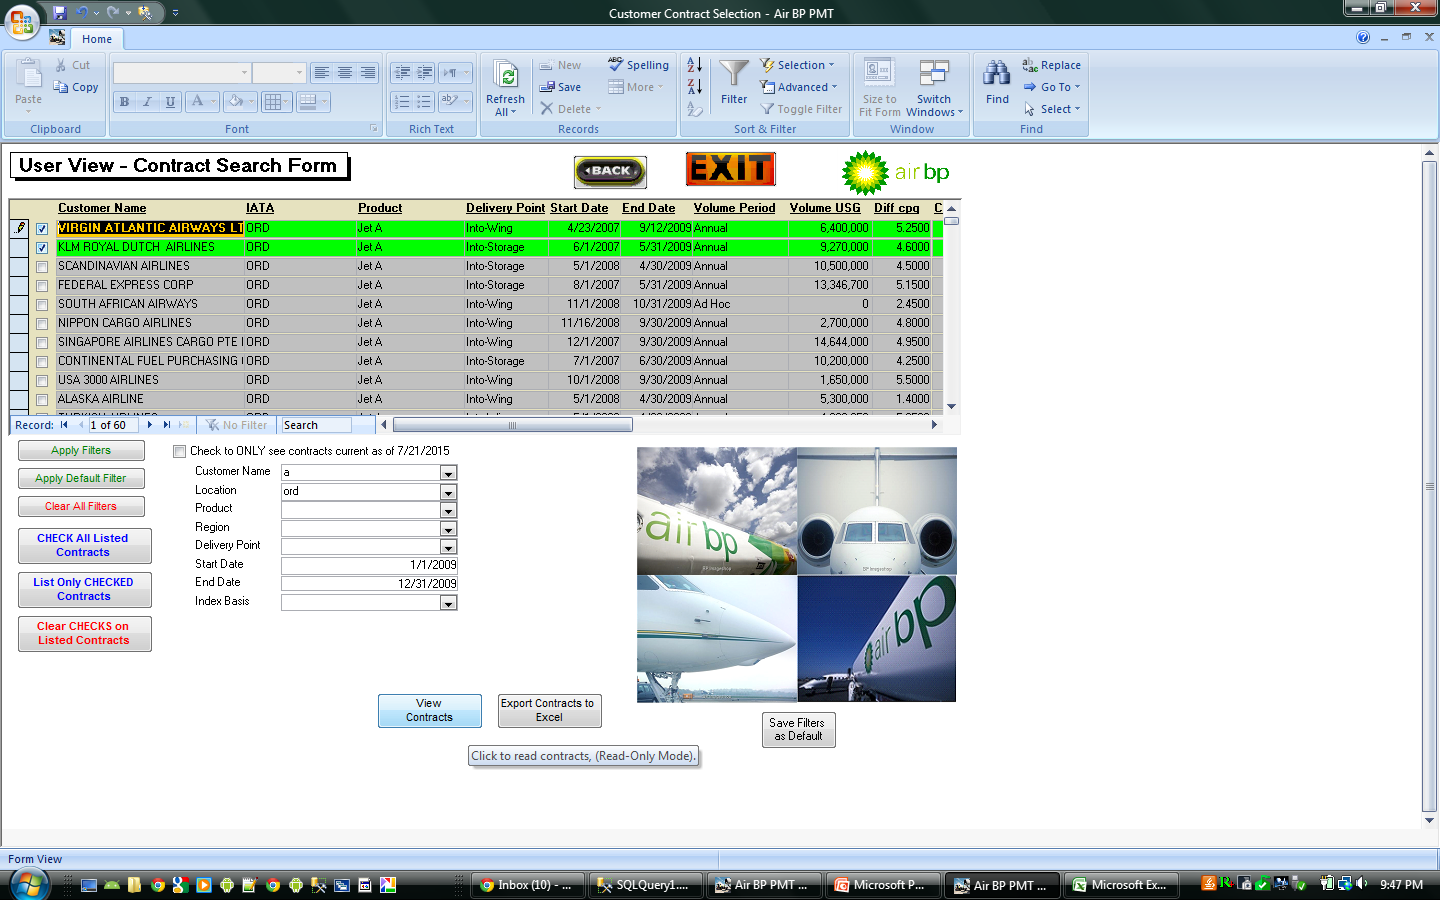 Customer Contract Selection - Air BP PMT
Home
Paste
Cut
Copy
Clipboard
B I U A
Font
Rich Text
Refresh All
New
Save
Delete
Spelling
More
Records
Filter
Selection
Advanced
Toggle Filter
Sort & Filter
Size to Fit Form
Switch Windows
Window
Find
Replace
Go To
Select
Find
User View - Contract Search Form
BACK
EXIT
air bp
Customer Name IATA Product Delivery Point Start Date End Date Volume Period Volume USG Diff cpg C
VIRGIN ATLANTIC AIRWAYS LT ORD Jet A Into-Wing 4/23/2007 9/12/2009 Annual 6,400,000 5.2500
KLM ROYAL DUTCH AIRLINES ORD Jet A Into-Storage 6/1/2007 5/31/2009 Annual 9,270,000 4.6000
SCANDINAVIAN AIRLINES ORD Jet A Into-Storage 5/1/2008 4/30/2009 Annual 10,500,000 4.5000
FEDERAL EXPRESS CORP ORD Jet A Into-Storage 8/1/2007 5/31/2009 Annual 13,346,700 5.1500
SOUTH AFRICAN AIRWAYS ORD Jet A Into-Wing 11/1/2008 10/31/2009 Ad Hoc 0 2.4500
NIPPON CARGO AIRLINES ORD Jet A Into-Wing 11/16/2008 9/30/2009 Annual 2,700,000 4.8000
SINGAPORE AIRLINES CARGO PTE ORD Jet A Into-Wing 12/1/2007 9/30/2009 Annual 14,644,000 4.9500
CONTINENTAL FUEL PURCHASING ORD Jet A Into-Storage 7/1/2007 6/30/2009 Annual 10,200,000 4.2500
USA 3000 AIRLINES ORD Jet A Into-Wing 10/1/2008 9/30/2009 Annual 1,650,000 5.5000
ALASKA AIRLINE ORD Jet A Into-Wing 5/1/2008 4/30/2009 Annual 5,300,000 1.4000
Record: 1 of 60 No Filter Search
Apply Filters
Apply Default Filter
Clear All Filters
CHECK All Listed Contracts
List Only CHECKED Contracts
Clear CHECKS on Listed Contracts
Check to ONLY see contracts current as of 7/21/2015
Customer Name a
Location ord
Product
Region
Delivery Point
Start Date 1/1/2009
End Date 12/31/2009
Index Basis
air bp
air bp
View Contracts
Export Contracts to Excel
Save Filters as Default
Click to read contracts, (Read-Only Mode).
Form View
Inbox (10) - ...
SQLQuery1....
Air BP PMT ...
Microsoft P...
Air BP PMT ...
Microsoft Ex...
9:47 PM